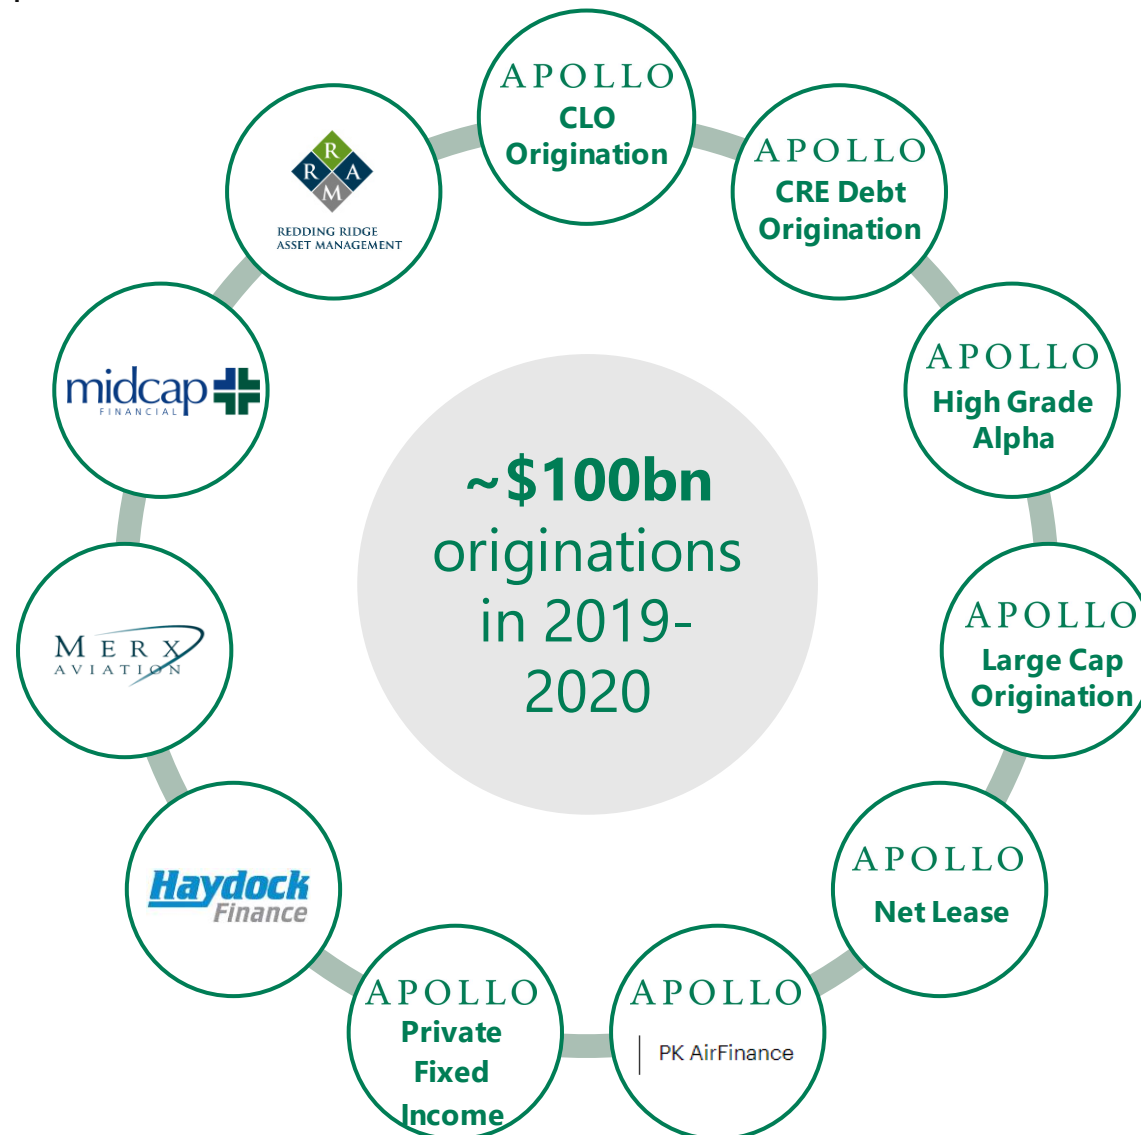 APOLLO
CLO
Origination
APOLLO
CRE Debt
Origination
APOLLO
High Grade
Alpha
APOLLO
Large Cap
Origination
APOLLO
Net Lease
APOLLO
PK AirFinance
APOLLO
Private
Fixed
Income
Haydock
Finance
MERX
AVIATION
midcap
FINANCIAL
R
R A
M
REDDING RIDGE
ASSET MANAGEMENT
~$100bn
originations
in 2019-
2020